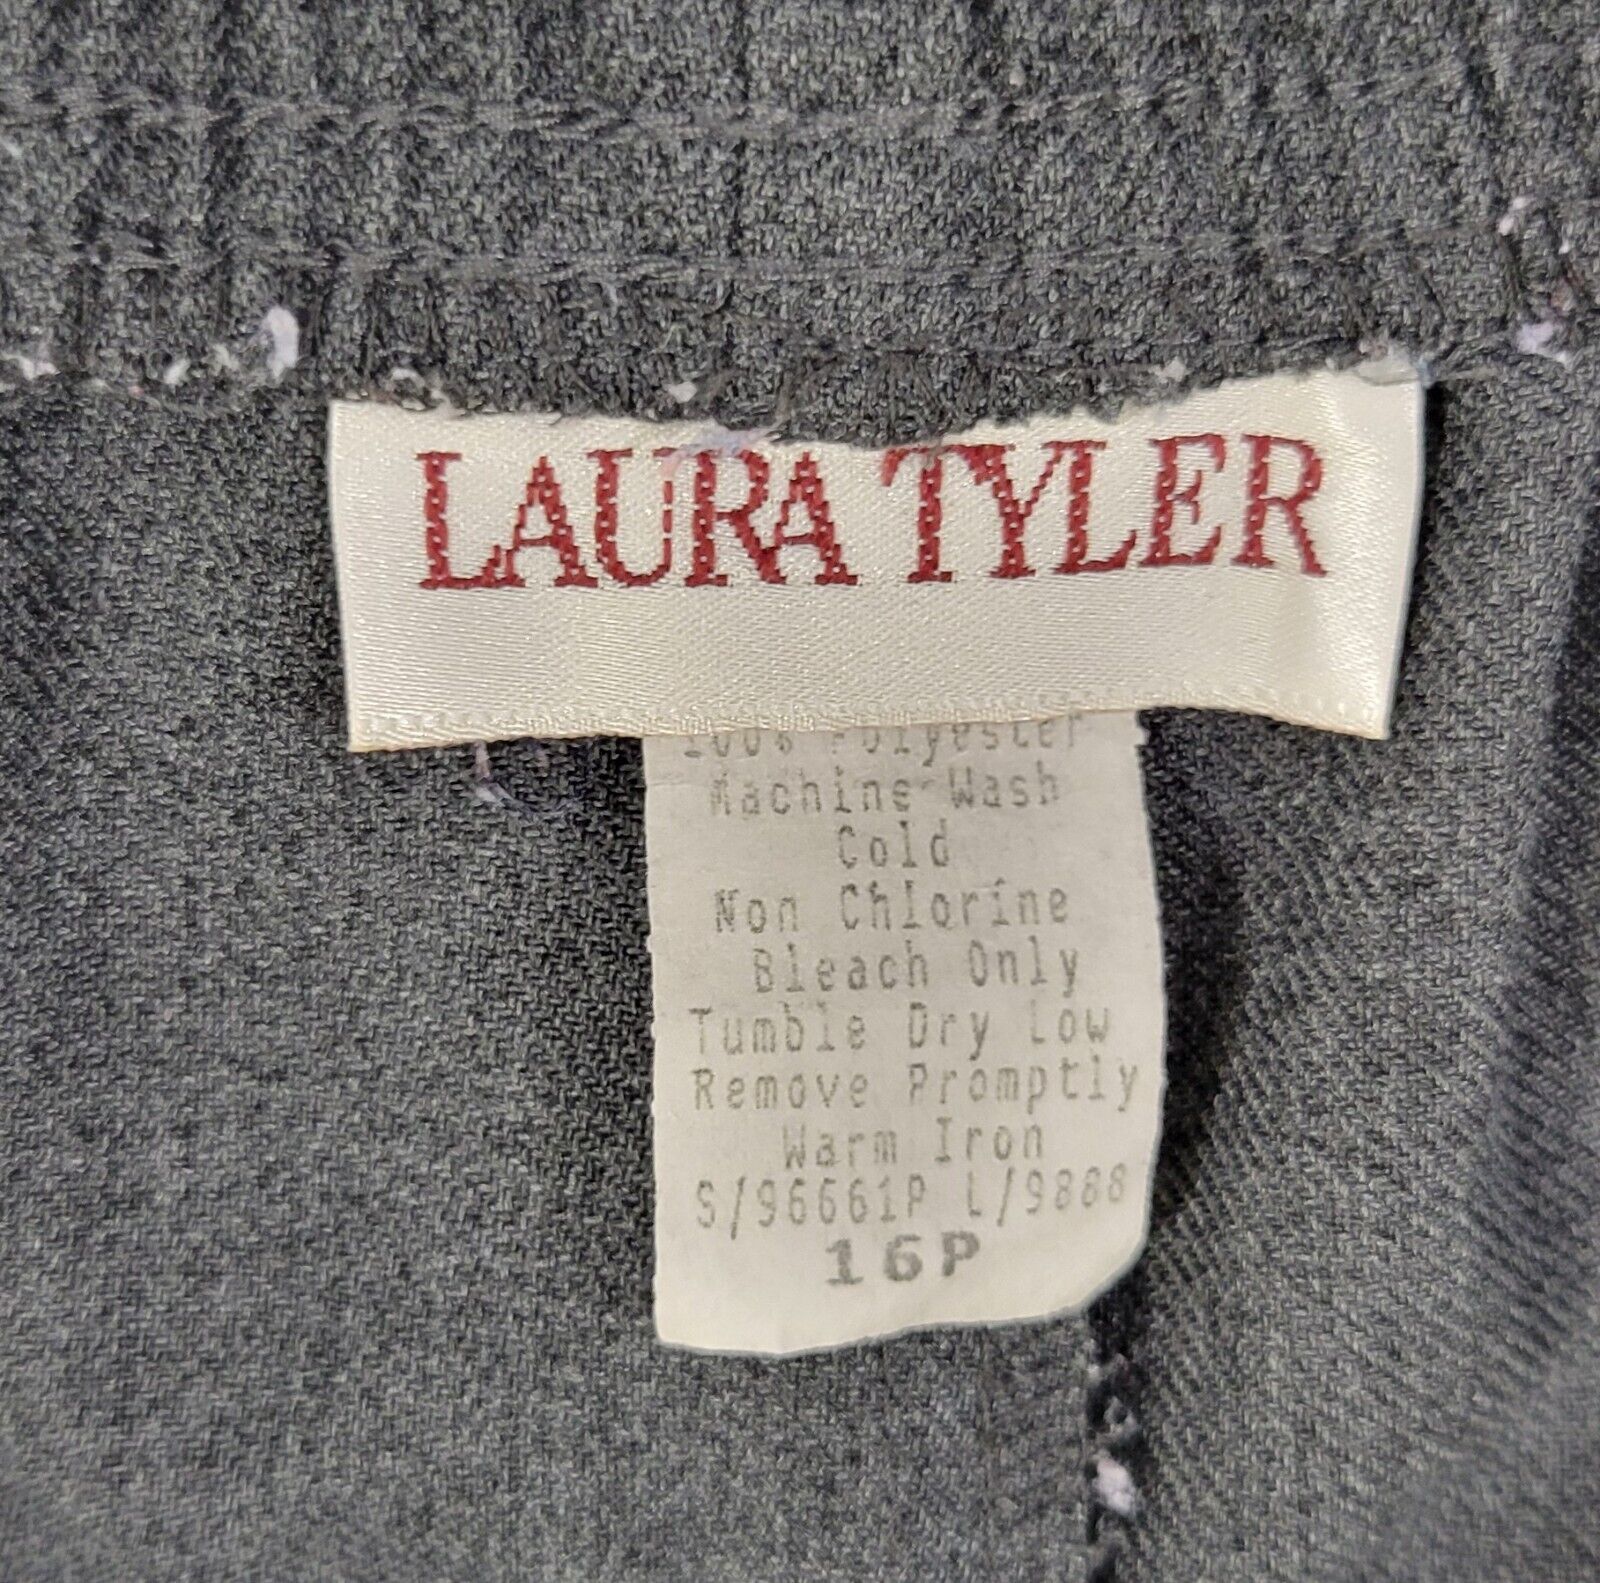 LAURA TYLER
100% Polyester
Machine Wash
Cold
Non Chlorine
Bleach Only
Tumble Dry Low
Remove Promptly
Warm Iron
S/96661P L/9888
16P